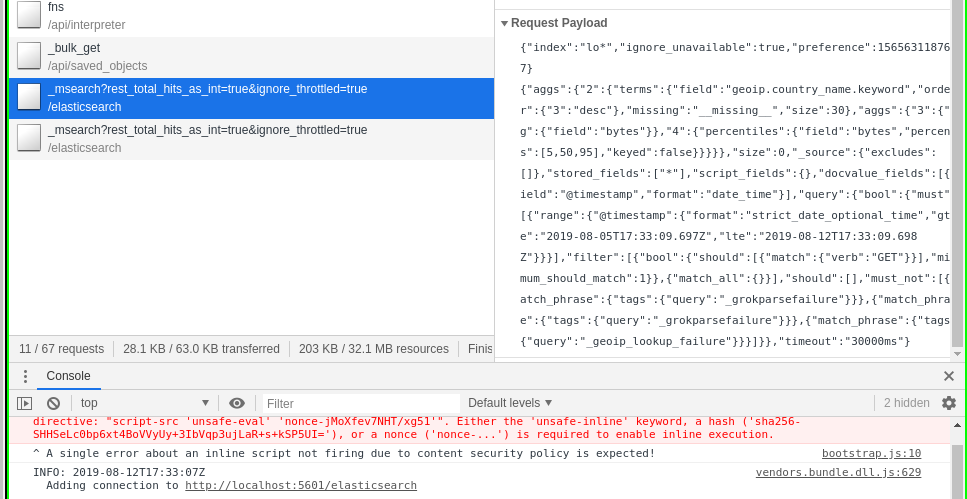 fns
/api/interpreter
_bulk_get
/api/saved_objects
_msearch?rest_total_hits_as_int=true&ignore_throttled=true
/elasticsearch
_msearch?rest_total_hits_as_int=true&ignore_throttled=true
/elasticsearch
11 / 67 requests 28.1 KB / 63.0 KB transferred 203 KB / 32.1 MB resources Finis
Request Payload
{"index":"lo*","ignore_unavailable":true,"preference":15656311876
7}
{"aggs":{"2":{"terms":{"field":"geoip.country_name.keyword","orde
r":{"3":"desc"},"missing":"__missing__","size":30},"aggs":{"3":{"
g":{"field":"bytes"}},"4":{"percentiles":{"field":"bytes","percen
s":[5,50,95],"keyed":false}}}}},"size":0,"_source":{"excludes":
[]},"stored_fields":["*"],"script_fields":{},"docvalue_fields":[{
ield":"@timestamp","format":"date_time"}],"query":{"bool":{"must"
[{"range":{"@timestamp":{"format":"strict_date_optional_time","gt
e":"2019-08-05T17:33:09.697Z","lte":"2019-08-12T17:33:09.698
Z"}}}],"filter":[{"bool":{"should":[{"match":{"verb":"GET"}}],"mi
mum_should_match":1}},{"match_all":{}}],"should":[],"must_not":[{
atch_phrase":{"tags":{"query":"_grokparsefailure"}}},{"match_phra
e":{"tags":{"query":"_grokparsefailure"}}},{"match_phrase":{"tags
{"query":"_geoip_lookup_failure"}}}]}},"timeout":"30000ms"}
Console
top Filter Default levels 2 hidden
directive: "script-src 'unsafe-eval' 'nonce-jMoXfev7NHT/xg51'". Either the 'unsafe-inline' keyword, a hash ('sha256-
SHHSeLc0bp6xt4BoVVyUy+3IbVqp3ujLaR+s+kSP5UI='), or a nonce ('nonce-...') is required to enable inline execution.
^ A single error about an inline script not firing due to content security policy is expected! bootstrap.js:10
INFO: 2019-08-12T17:33:07Z vendors.bundle.dll.js:629
Adding connection to http://localhost:5601/elasticsearch